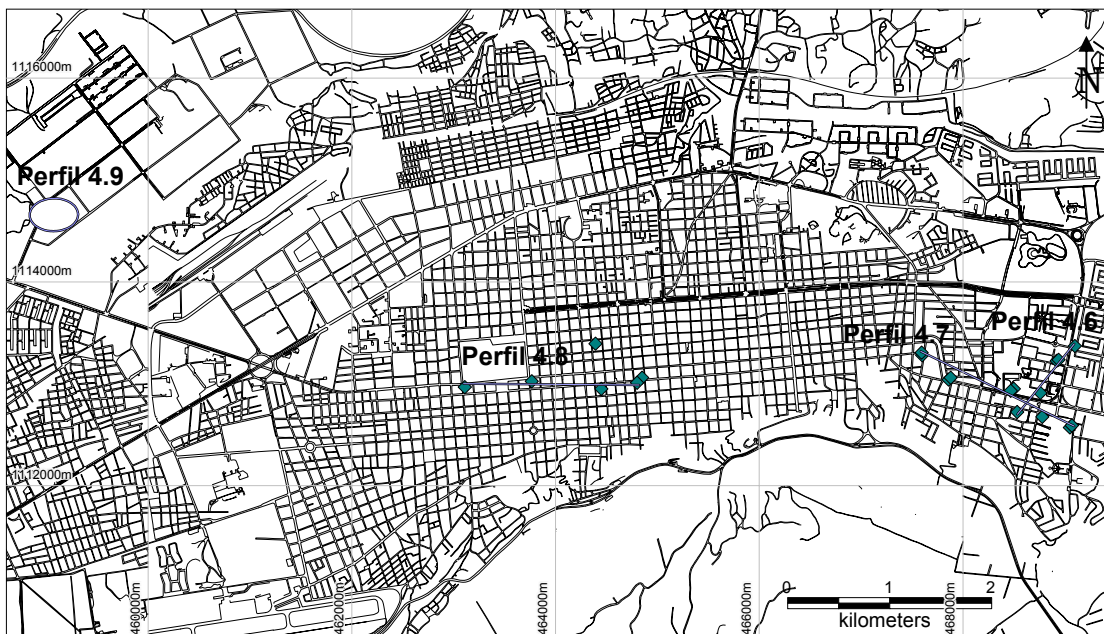 1116000m
N
Perfil 4.9
1114000m
Perfil 4.6
Perfil 4.7
Perfil 4.8
1112000m
460000m
462000m
464000m
466000m
468000m
0 1 2
kilometers